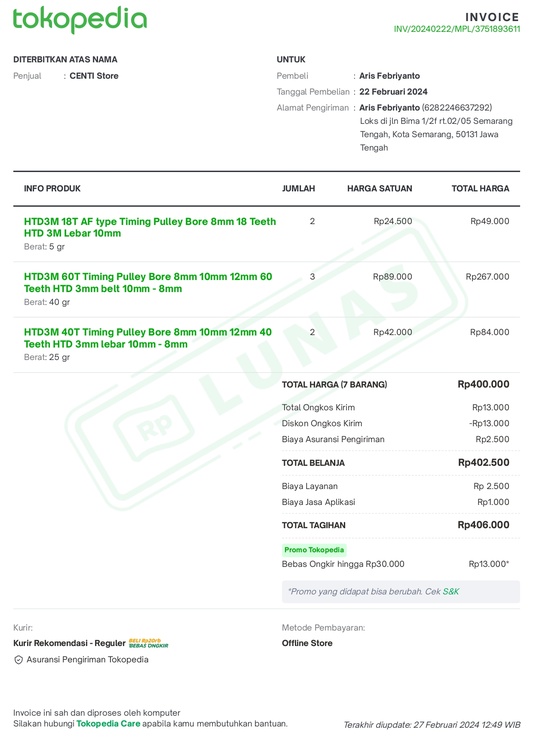 tokopedia
INVOICE
INV/20240222/MPL/3751893611
DITERBITKAN ATAS NAMA
Penjual : CENTI Store
UNTUK
Pembeli : Aris Febriyanto
Tanggal Pembelian : 22 Februari 2024
Alamat Pengiriman : Aris Febriyanto (6282246637292)
Loks di jln Bima 1/2f rt.02/05 Semarang
Tengah, Kota Semarang, 50131 Jawa
Tengah
INFO PRODUK JUMLAH HARGA SATUAN TOTAL HARGA
HTD3M 18T AF type Timing Pulley Bore 8mm 18 Teeth 2 Rp24.500 Rp49.000
HTD 3M Lebar 10mm
Berat: 5 gr
HTD3M 60T Timing Pulley Bore 8mm 10mm 12mm 60 3 Rp89.000 Rp267.000
Teeth HTD 3mm belt 10mm - 8mm
Berat: 40 gr
HTD3M 40T Timing Pulley Bore 8mm 10mm 12mm 40 2 Rp42.000 Rp84.000
Teeth HTD 3mm lebar 10mm - 8mm
Berat: 25 gr
Rp LUNAS
TOTAL HARGA (7 BARANG) Rp400.000
Total Ongkos Kirim Rp13.000
Diskon Ongkos Kirim -Rp13.000
Biaya Asuransi Pengiriman Rp2.500
TOTAL BELANJA Rp402.500
Biaya Layanan Rp 2.500
Biaya Jasa Aplikasi Rp1.000
TOTAL TAGIHAN Rp406.000
Promo Tokopedia
Bebas Ongkir hingga Rp30.000 Rp13.000*
*Promo yang didapat bisa berubah. Cek S&K
Kurir:
Kurir Rekomendasi - Reguler BEBAS ONGKIR
Asuransi Pengiriman Tokopedia
Metode Pembayaran:
Offline Store
Invoice ini sah dan diproses oleh komputer
Silakan hubungi Tokopedia Care apabila kamu membutuhkan bantuan.
Terakhir diupdate: 27 Februari 2024 12:49 WIB